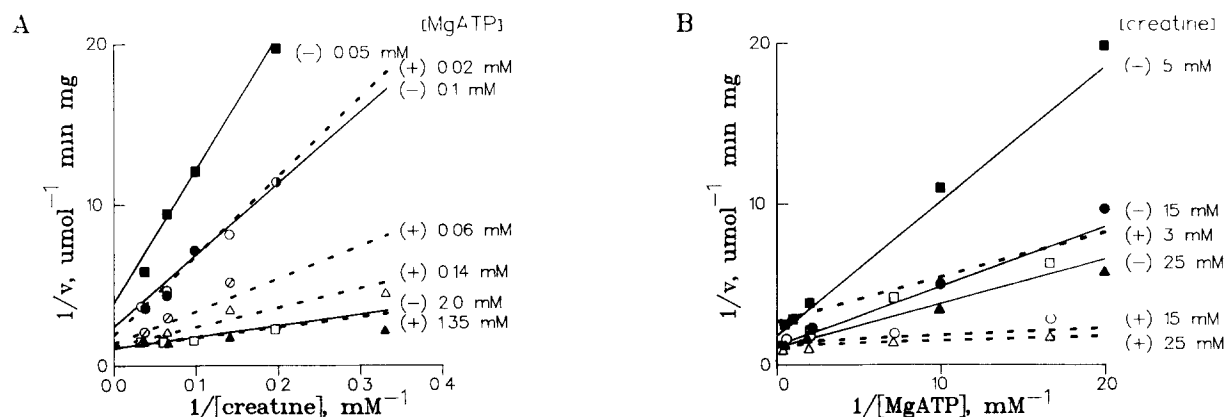 A
[MgATP]
20
10
0
(-) 0.05 mM
(+) 0.02 mM
(-) 0.1 mM
(+) 0.06 mM
(+) 0.14 mM
(-) 2.0 mM
(+) 1.35 mM
1/v, umol⁻¹ min mg
0.0 0.1 0.2 0.3 0.4
1/[creatine], mM⁻¹
B
[creatine]
20
10
0
(-) 5 mM
(-) 15 mM
(+) 3 mM
(-) 25 mM
(+) 15 mM
(+) 25 mM
1/v, umol⁻¹ min mg
0 10 20
1/[MgATP], mM⁻¹